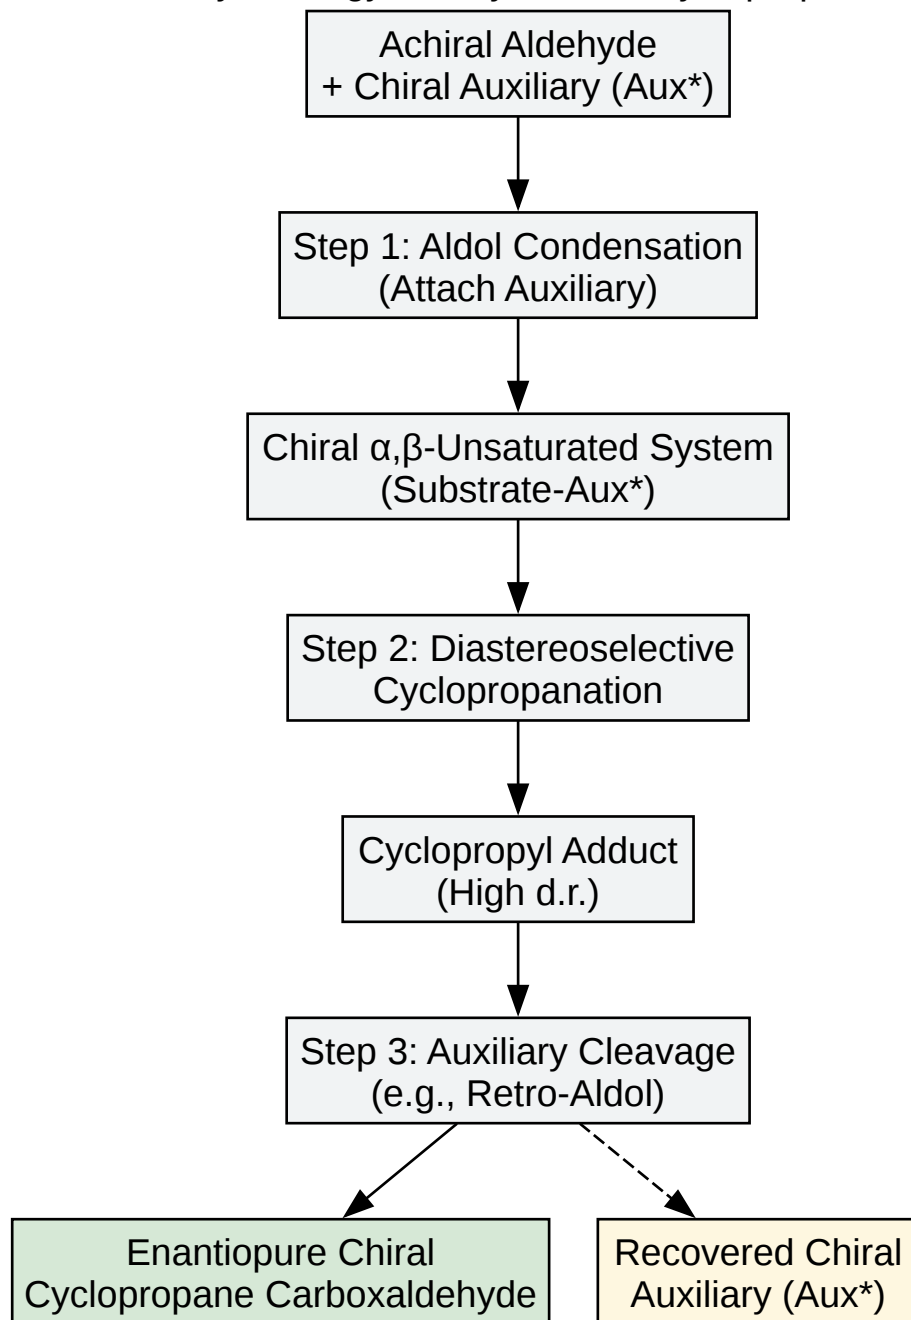 Achiral Aldehyde
+ Chiral Auxiliary (Aux*)
Step 1: Aldol Condensation
(Attach Auxiliary)
Chiral α,β-Unsaturated System
(Substrate-Aux*)
Step 2: Diastereoselective
Cyclopropanation
Cyclopropyl Adduct
(High d.r.)
Step 3: Auxiliary Cleavage
(e.g., Retro-Aldol)
Enantiopure Chiral
Cyclopropane Carboxaldehyde
Recovered Chiral
Auxiliary (Aux*)